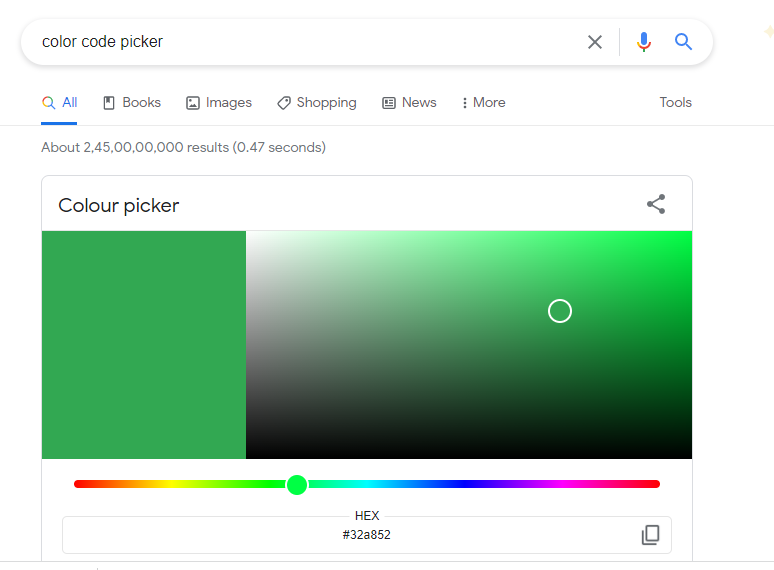 color code picker
All Books Images Shopping News More Tools
About 2,45,00,00,000 results (0.47 seconds)
Colour picker
HEX
#32a852